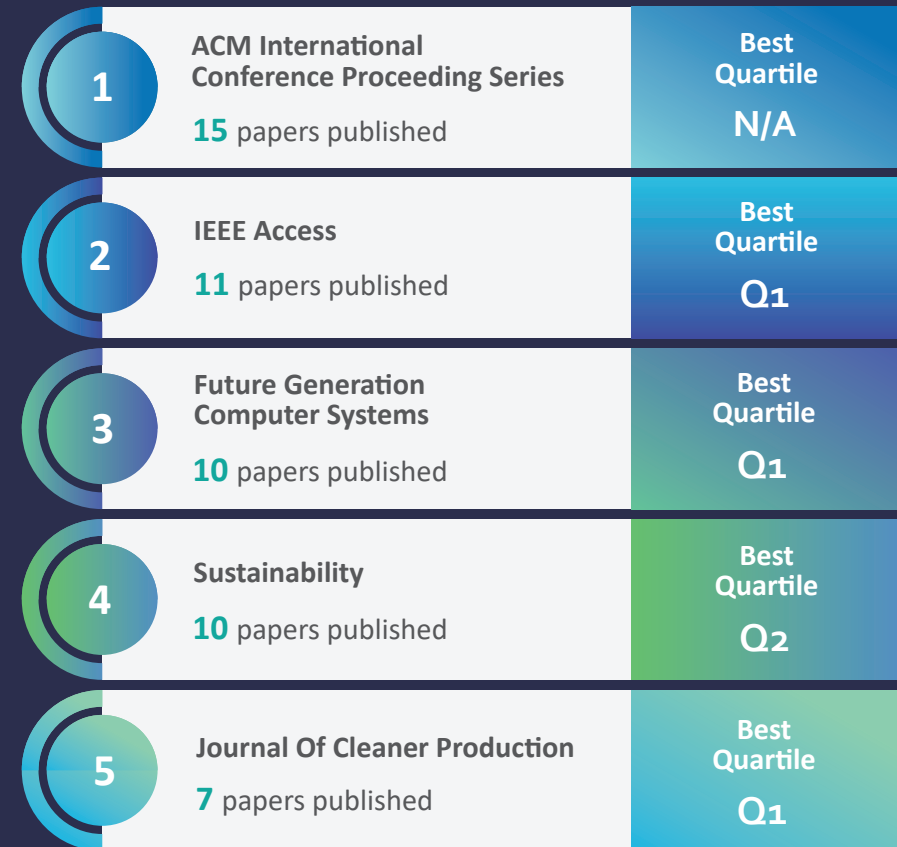 1
ACM International
Conference Proceeding Series
15 papers published
Best
Quartile
N/A
2
IEEE Access
11 papers published
Best
Quartile
Q1
3
Future Generation
Computer Systems
10 papers published
Best
Quartile
Q1
4
Sustainability
10 papers published
Best
Quartile
Q2
5
Journal Of Cleaner Production
7 papers published
Best
Quartile
Q1